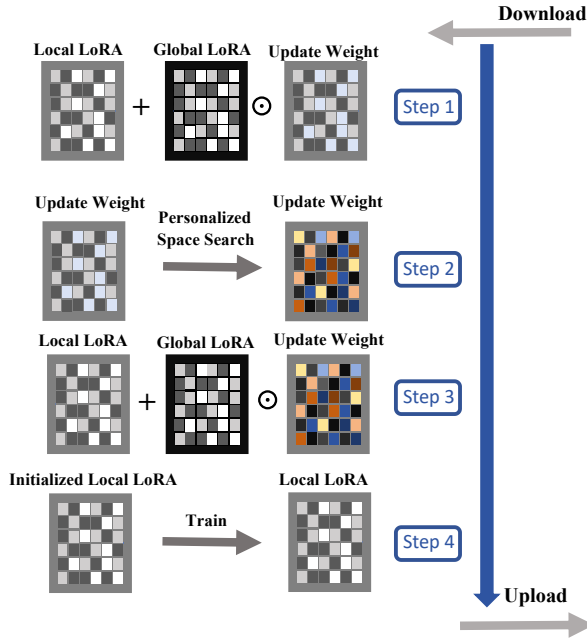 Download
Local LoRA
Global LoRA
Update Weight
+
Step 1
Update Weight
Personalized
Space Search
Update Weight
Step 2
Local LoRA
Global LoRA
Update Weight
+
Step 3
Initialized Local LoRA
Train
Local LoRA
Step 4
Upload